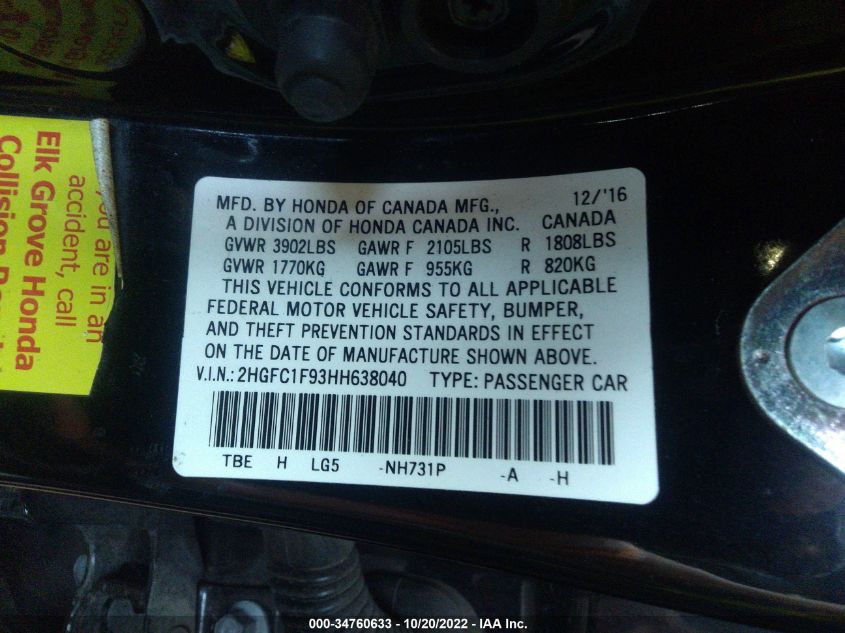 Elk Grove Honda
Collision
you are in an
accident, call
MFD. BY HONDA OF CANADA MFG., 12/'16
A DIVISION OF HONDA CANADA INC. CANADA
GVWR 3902LBS GAWR F 2105LBS R 1808LBS
GVWR 1770KG GAWR F 955KG R 820KG
THIS VEHICLE CONFORMS TO ALL APPLICABLE
FEDERAL MOTOR VEHICLE SAFETY, BUMPER,
AND THEFT PREVENTION STANDARDS IN EFFECT
ON THE DATE OF MANUFACTURE SHOWN ABOVE.
V.I.N.: 2HGFC1F93HH638040 TYPE: PASSENGER CAR
TBE H LG5 -NH731P -A -H
000-34760633 - 10/20/2022 - IAA Inc.